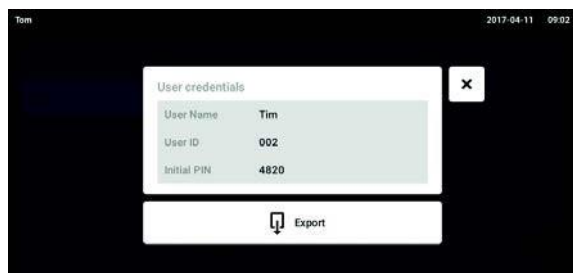 Tom 2017-04-11 09:02
User credentials
User Name Tim
User ID 002
Initial PIN 4820
Export